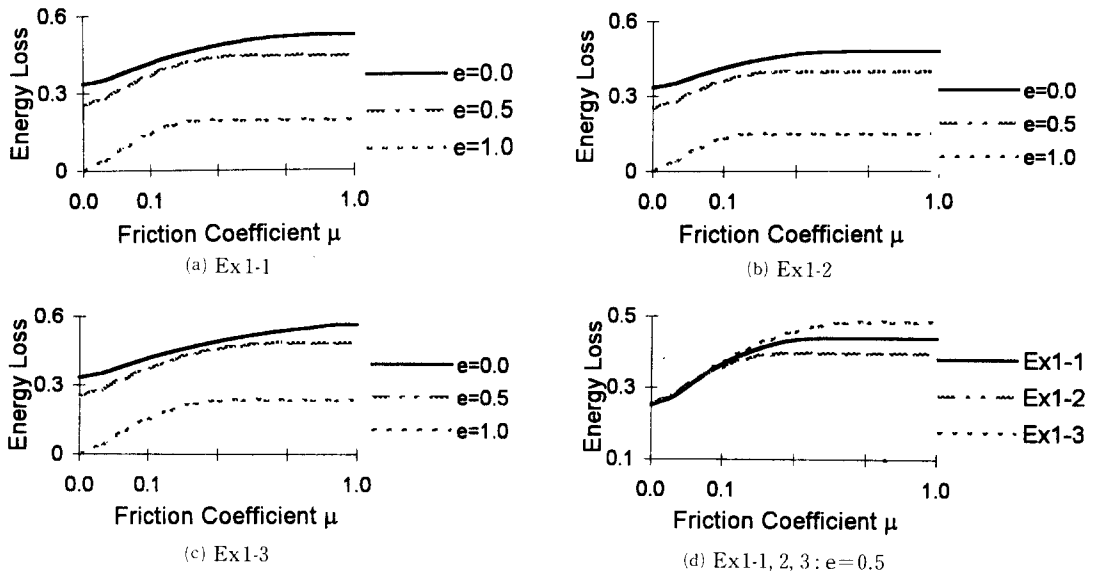 0.6
0.3
0
Energy Loss
0.0 0.1 1.0
Friction Coefficient μ
e=0.0
e=0.5
e=1.0
(a) Ex1-1
0.6
0.3
0
Energy Loss
0.0 0.1 1.0
Friction Coefficient μ
e=0.0
e=0.5
e=1.0
(b) Ex1-2
0.6
0.3
0
Energy Loss
0.0 0.1 1.0
Friction Coefficient μ
e=0.0
e=0.5
e=1.0
(c) Ex1-3
0.5
0.3
0.1
Energy Loss
0.0 0.1 1.0
Friction Coefficient μ
Ex1-1
Ex1-2
Ex1-3
(d) Ex1-1, 2, 3 : e=0.5